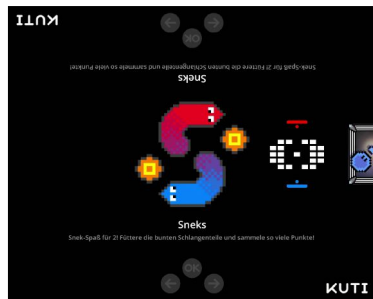 KUTI
OK
Snek-Spaß für 2! Füttere die bunten Schlangenteile und sammele so viele Punkte!
Sneks
Sneks
Snek-Spaß für 2! Füttere die bunten Schlangenteile und sammele so viele Punkte!
OK
KUTI